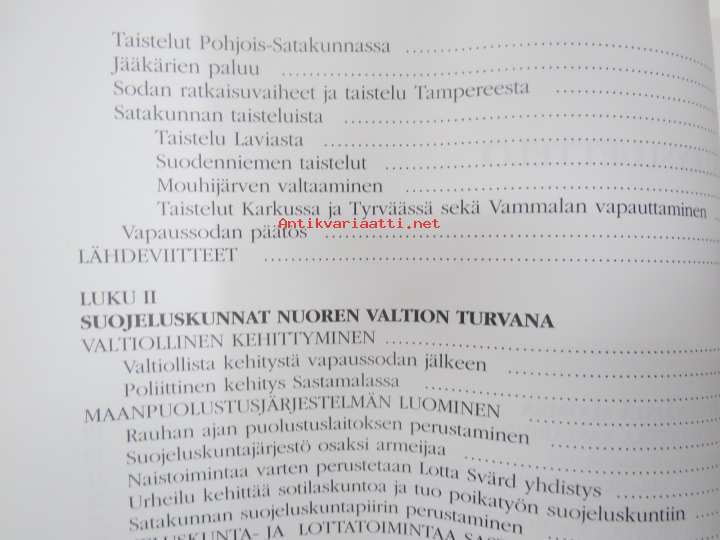 Taistelut Pohjois-Satakunnassa
Jääkärien paluu
Sodan ratkaisuvaiheet ja taistelu Tampereesta
Satakunnan taisteluista
Taistelu Laviasta
Suodenniemen taistelut
Mouhijärven valtaaminen
Taistelut Karkussa ja Tyrväässä sekä Vammalan vapauttaminen
Antikvariaatti.net
Vapaussodan päätös
LÄHDEVIITTEET
LUKU II
SUOJELUSKUNNAT NUOREN VALTION TURVANA
VALTIOLLINEN KEHITTYMINEN
Valtiollista kehitystä vapaussodan jälkeen
Poliittinen kehitys Sastamalassa
MAANPUOLUSTUSJÄRJESTELMÄN LUOMINEN
Rauhan ajan puolustuslaitoksen perustaminen
Suojeluskuntajärjestö osaksi armeijaa
Naistoimintaa varten perustetaan Lotta Svärd yhdistys
Urheilu kehittää sotilaskuntoa ja tuo poikatyön suojeluskuntiin
Satakunnan suojeluskuntapiirin perustaminen
JA LOTTATOIMINTAA